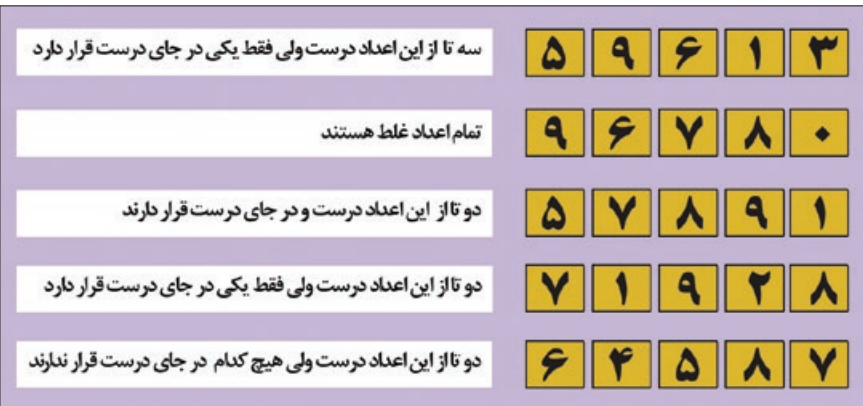 سه تا از این اعداد درست ولی فقط یکی در جای درست قرار دارد
۵ ۹ ۶ ۱ ۳
تمام اعداد غلط هستند
۹ ۶ ۷ ۸ ۰
دو تا از این اعداد درست و در جای درست قرار دارند
۵ ۷ ۸ ۹ ۱
دو تا از این اعداد درست ولی فقط یکی در جای درست قرار دارد
۷ ۱ ۹ ۲ ۸
دو تا از این اعداد درست ولی هیچ کدام در جای درست قرار ندارند
۶ ۴ ۵ ۸ ۷